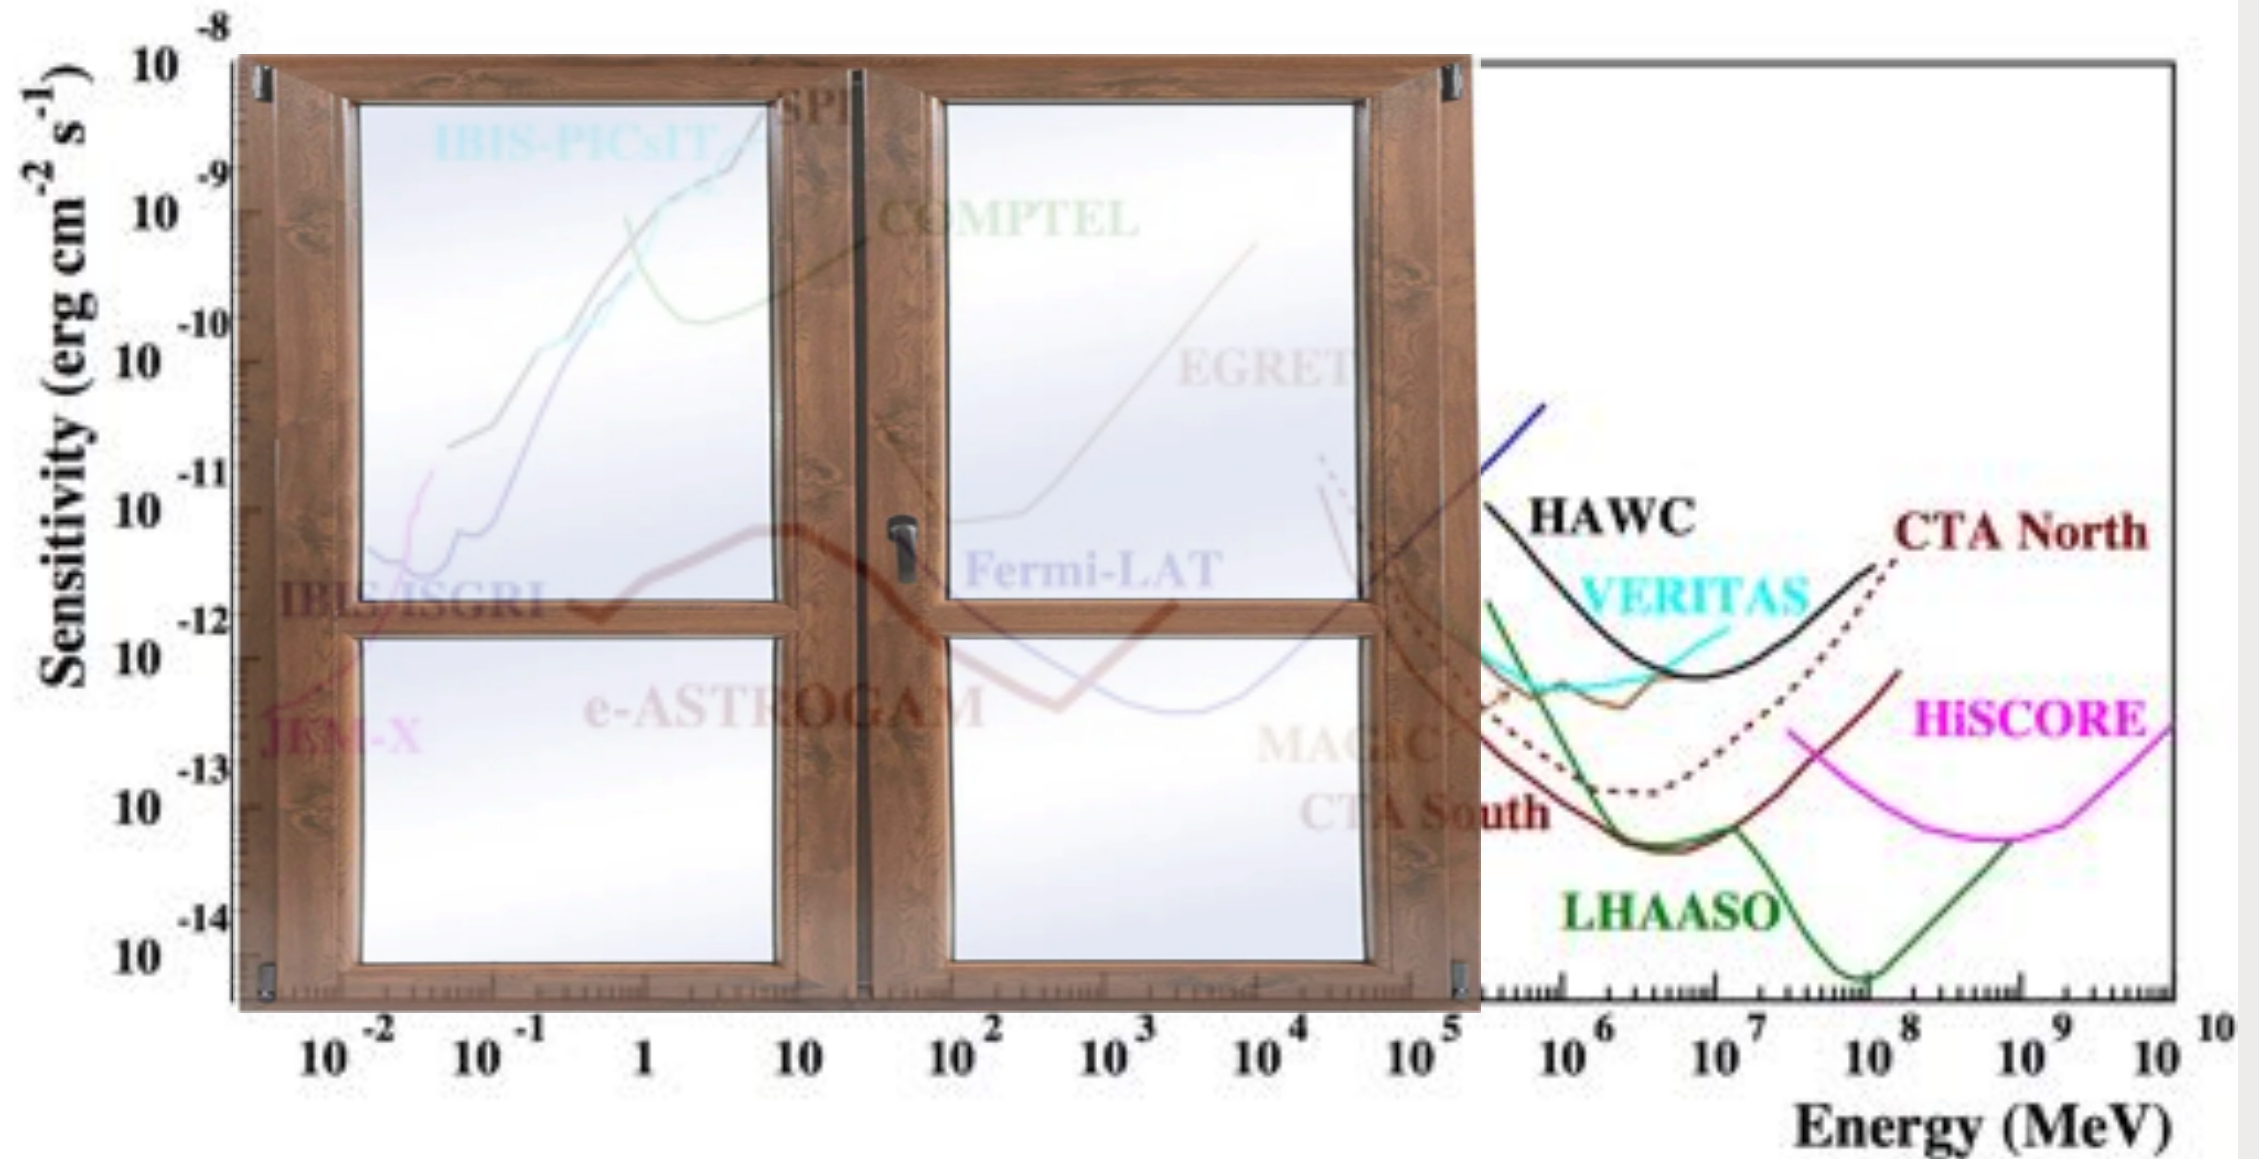 Sensitivity (erg cm-2 s-1)
10-8
10-9
10-10
10-11
10-12
10-13
10-14
SPI
IBIS-PICsIT
COMPTEL
EGRET
HAWC
CTA North
Fermi-LAT
VERITAS
IBIS/ISGRI
e-ASTROGAM
HiSCORE
JEM-X
MAGIC
CTA South
LHAASO
10-2 10-1 1 10 102 103 104 105 106 107 108 109 1010
Energy (MeV)